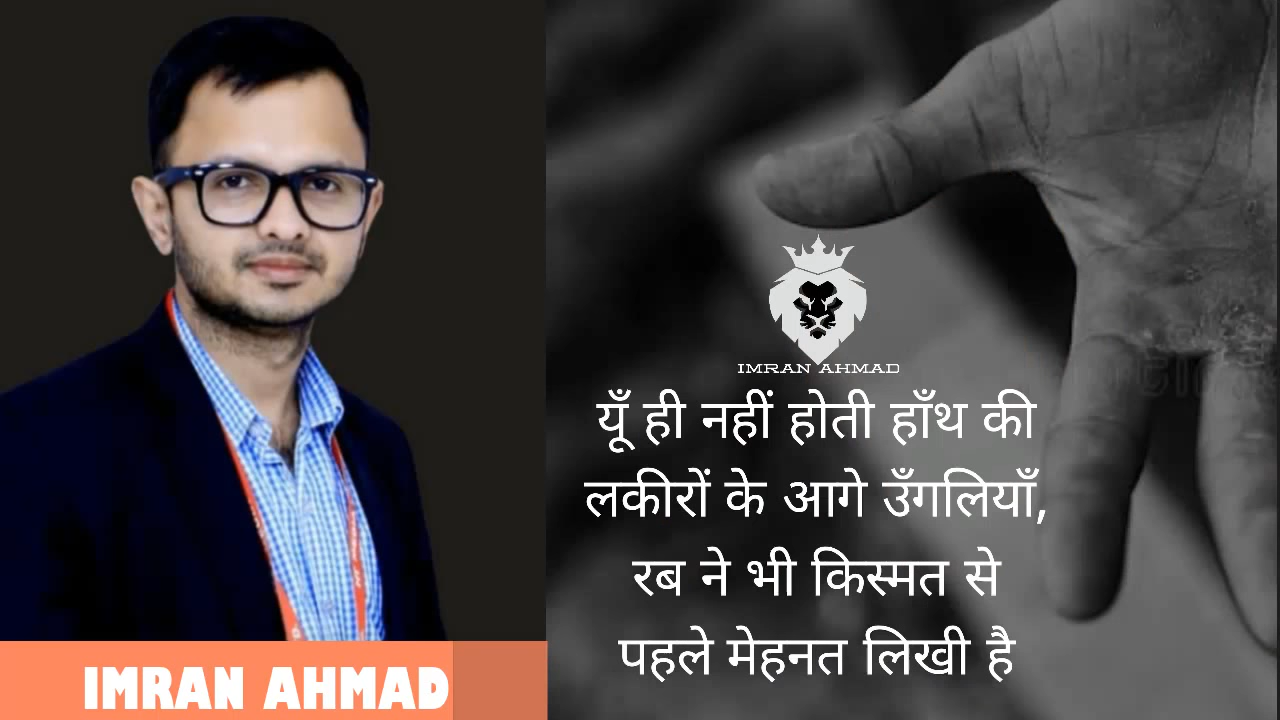 IMRAN AHMAD
यूँ ही नहीं होती हाँथ की
लकीरों के आगे उँगलियाँ,
रब ने भी किस्मत से
पहले मेहनत लिखी है
IMRAN AHMAD